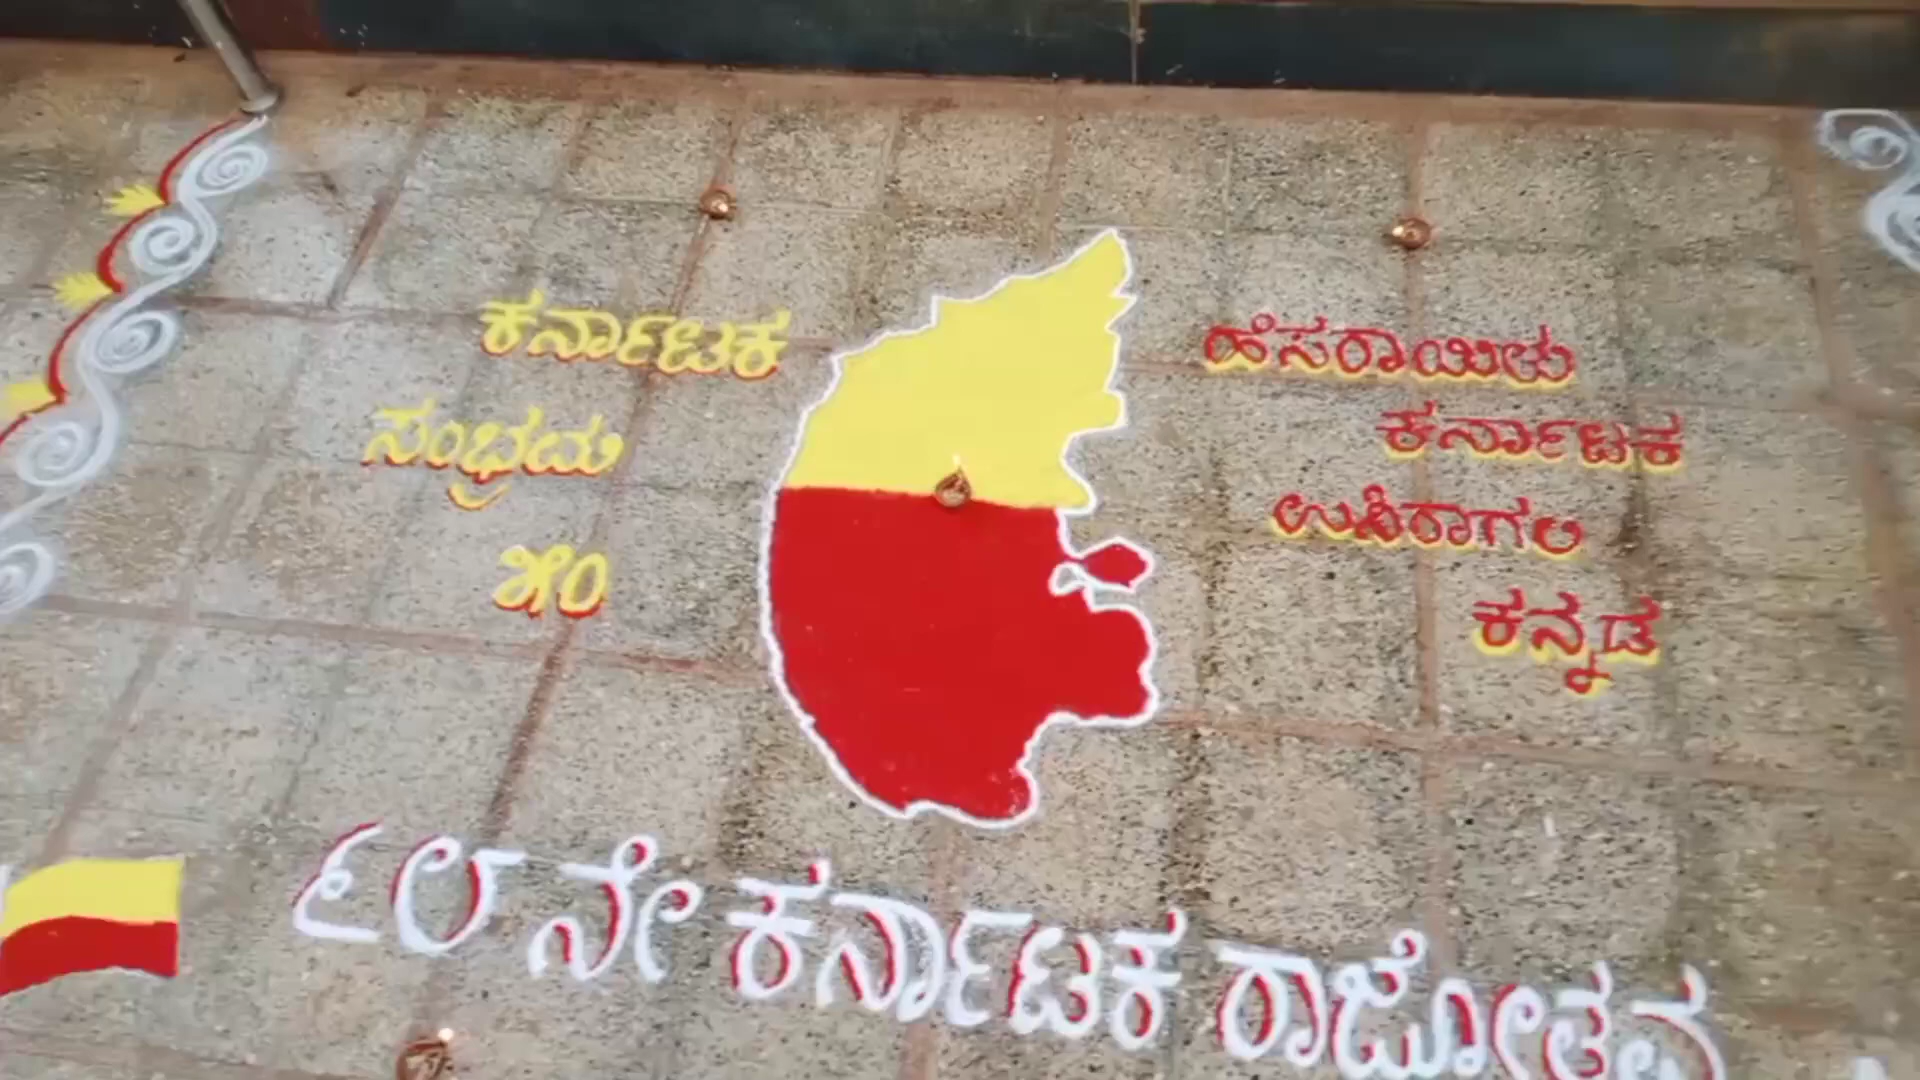 ಕರ್ನಾಟಕ
ಸಂಭ್ರಮ
೫೦
ಹೆಸರಾಯಿತು
ಕರ್ನಾಟಕ
ಉಸಿರಾಗಲಿ
ಕನ್ನಡ
೬೮ ನೇ ಕರ್ನಾಟಕ ರಾಜ್ಯೋತ್ಸವ